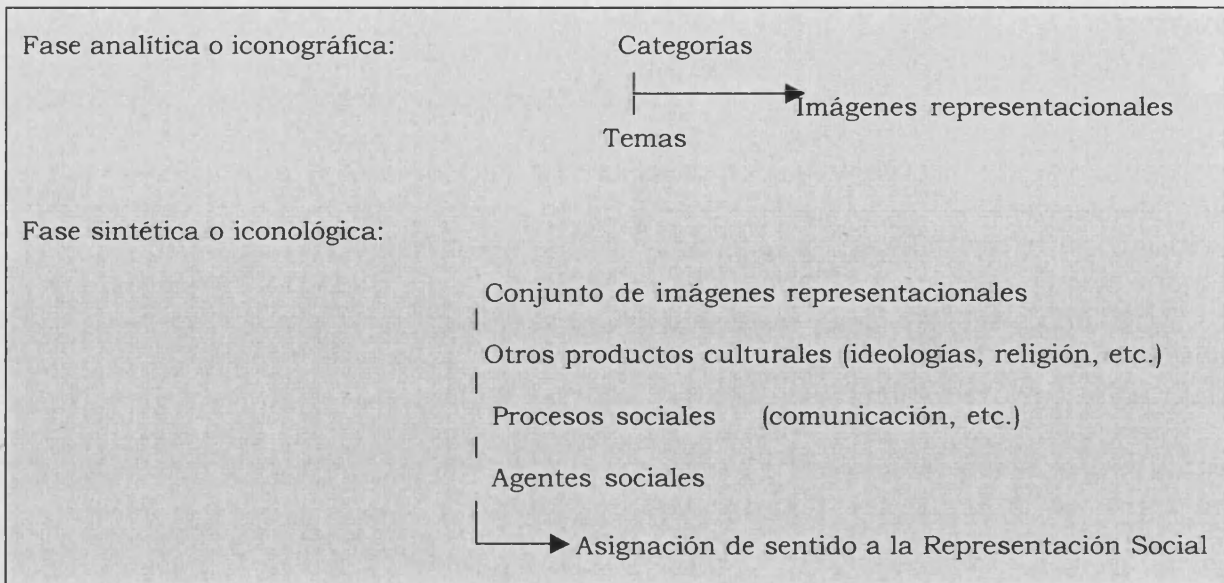 Fase analítica o iconográfica: Categorías
Imágenes representacionales
Temas
Fase sintética o iconológica:
Conjunto de imágenes representacionales
Otros productos culturales (ideologías, religión, etc.)
Procesos sociales (comunicación, etc.)
Agentes sociales
Asignación de sentido a la Representación Social